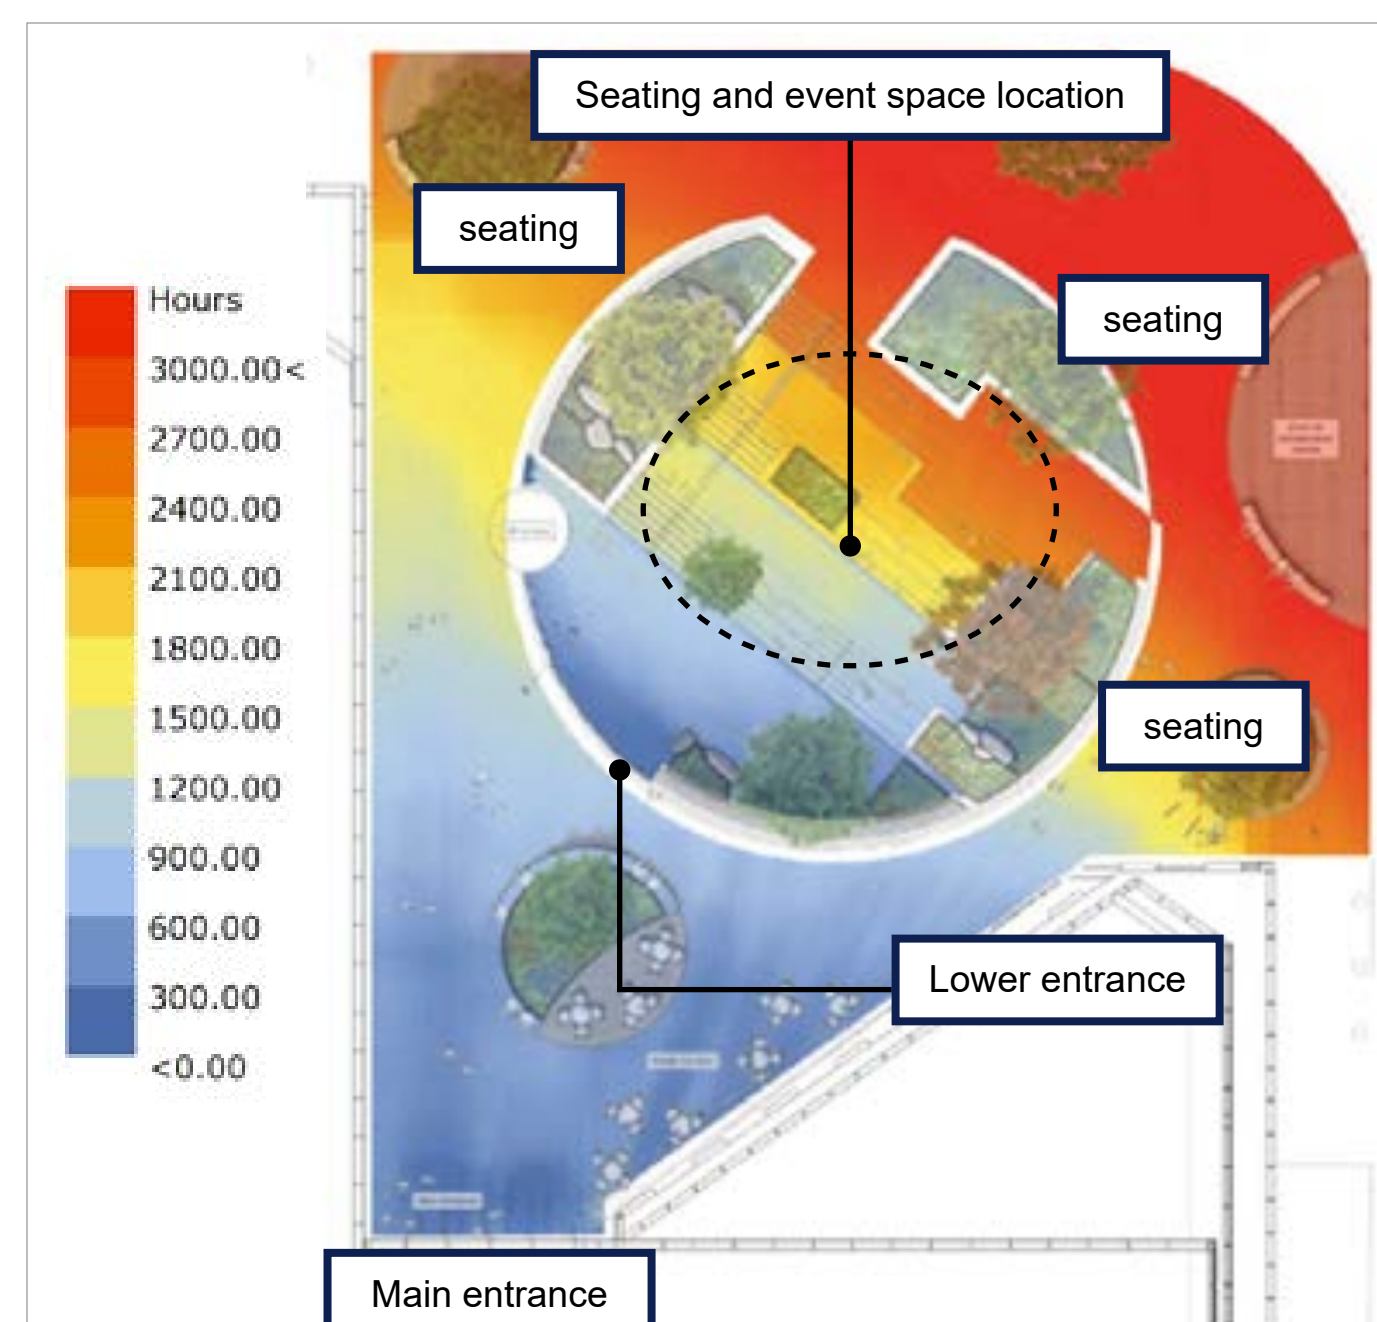 Seating and event space location
seating
seating
Hours
3000.00<
2700.00
2400.00
2100.00
1800.00
1500.00
1200.00
900.00
600.00
300.00
<0.00
seating
Lower entrance
Main entrance